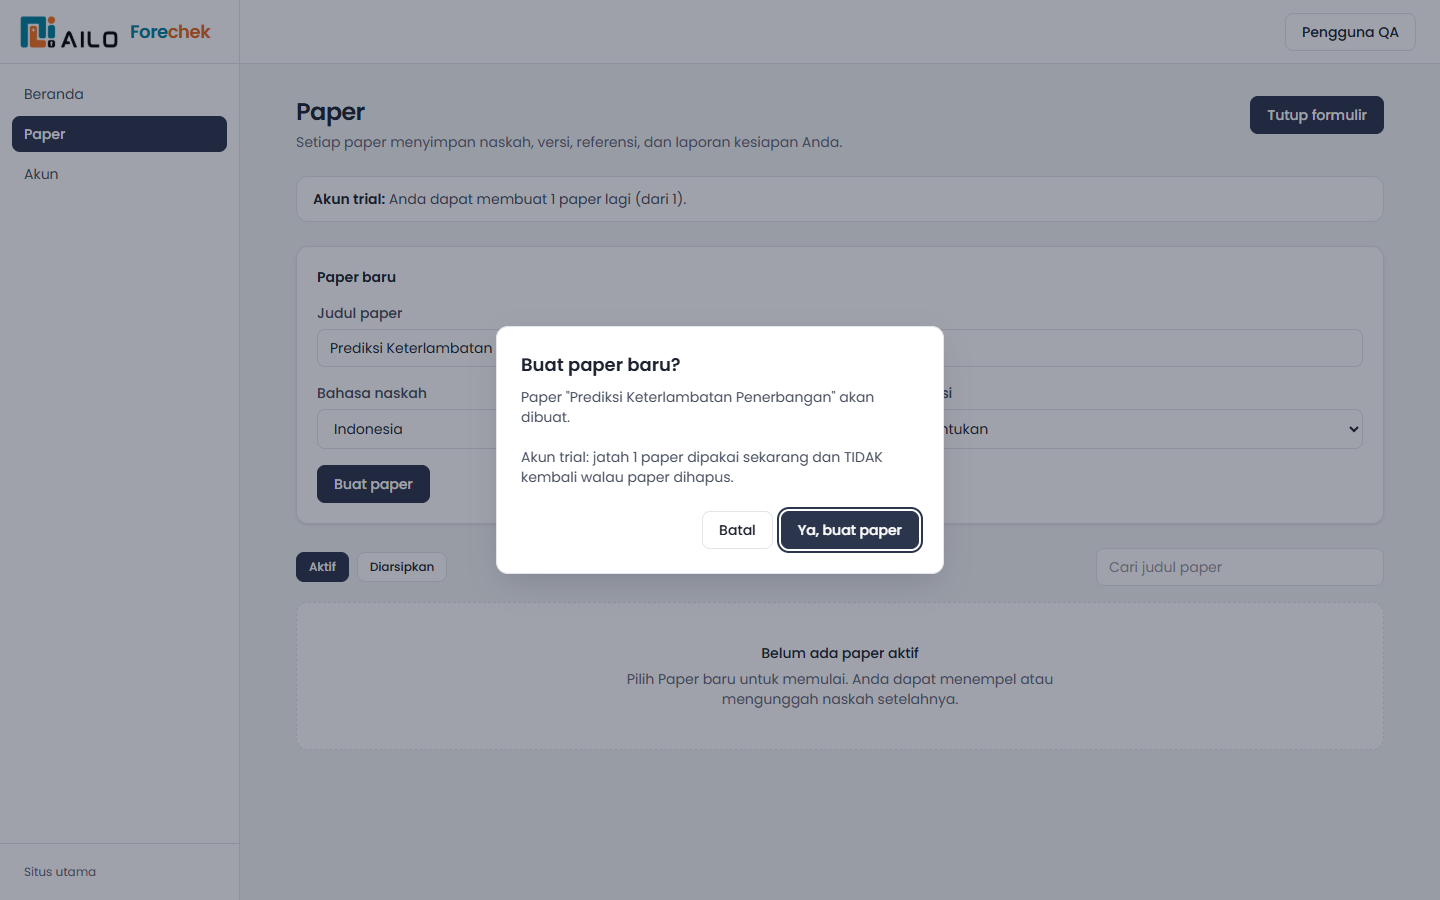 AILO Forechek
Pengguna QA
Beranda
Paper
Akun
Situs utama
Paper
Setiap paper menyimpan naskah, versi, referensi, dan laporan kesiapan Anda.
Tutup formulir
Akun trial: Anda dapat membuat 1 paper lagi (dari 1).
Paper baru
Judul paper
Prediksi Keterlambatan
Bahasa naskah
Indonesia
Buat paper
Buat paper baru?
Paper "Prediksi Keterlambatan Penerbangan" akan
dibuat.
Akun trial: jatah 1 paper dipakai sekarang dan TIDAK
kembali walau paper dihapus.
Batal
Ya, buat paper
Aktif
Diarsipkan
Cari judul paper
Belum ada paper aktif
Pilih Paper baru untuk memulai. Anda dapat menempel atau
mengunggah naskah setelahnya.